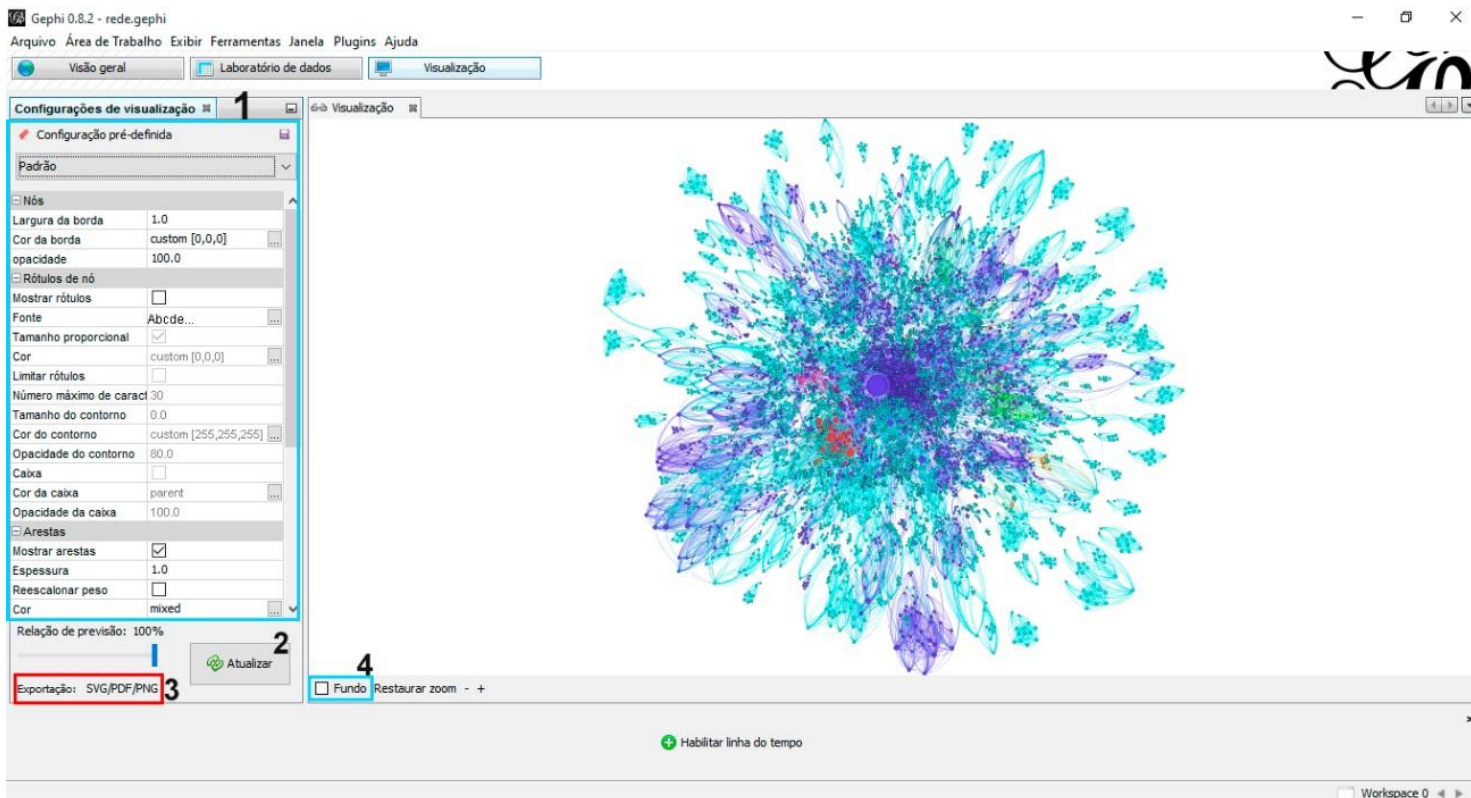 Gephi 0.8.2 - rede.gephi
Arquivo Área de Trabalho Exibir Ferramentas Janela Plugins Ajuda
Visão geral Laboratório de dados Visualização
Configurações de visualização 1
Visualização
Configuração pré-definida
Padrão
Nós
Largura da borda 1.0
Cor da borda custom [0,0,0] ...
opacidade 100.0
Rótulos de nó
Mostrar rótulos
Fonte Abcde... ...
Tamanho proporcional
Cor custom [0,0,0] ...
Limitar rótulos
Número máximo de caract 30
Tamanho do contorno 0.0
Cor do contorno custom [255,255,255] ...
Opacidade do contorno 80.0
Caixa
Cor da caixa parent ...
Opacidade da caixa 100.0
Arestas
Mostrar arestas
Espessura 1.0
Reescalonar peso
Cor mixed ...
Relação de previsão: 100%
2
Atualizar
Exportação: SVG/PDF/PNG 3
4
Fundo Restaurar zoom - +
Habilitar linha do tempo
Workspace 0